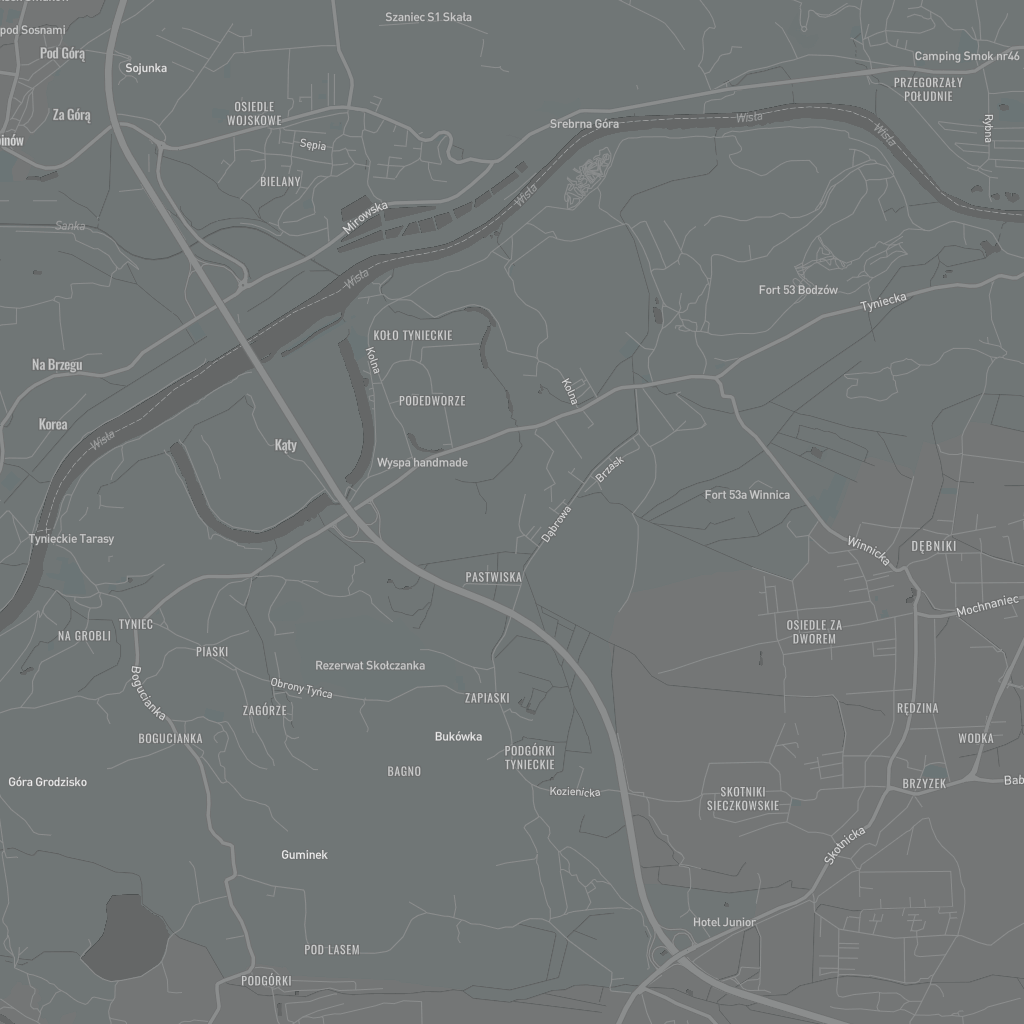 Szaniec S1 Skała
pod Sosnami
Pod Górą
Camping Smok nr46
Sojunka
PRZEGORZAŁY
POŁUDNIE
Za Górą
OSIEDLE
WOJSKOWE
Srebrna Góra
Wisła
Wisła
Rybna
Sępia
BIELANY
Wisła
Mirowska
Sanka
Wisła
Fort 53 Bodzów
Tyniecka
KOŁO TYNIECKIE
Na Brzegu
Kolna
Kolna
PODEDWORZE
Korea
Wisła
Kąty
Wyspa handmade
Brzask
Fort 53a Winnica
Dąbrowa
Tynieckie Tarasy
Winnicka
DĘBNIKI
PASTWISKA
Mochnaniec
TYNIEC
NA GROBLI
OSIEDLE ZA
DWOREM
PIASKI
Rezerwat Skołczanka
Obrony Tyńca
Bogucianka
ZAPIASKI
ZAGÓRZE
RĘDZINA
BOGUCIANKA
Bukówka
WODKA
PODGÓRKI
TYNIECKIE
BAGNO
Góra Grodzisko
BRZYZEK
Bab
Kozienicka
SKOTNIKI
SIECZKOWSKIE
Skotnicka
Guminek
Hotel Junior
POD LASEM
PODGÓRKI